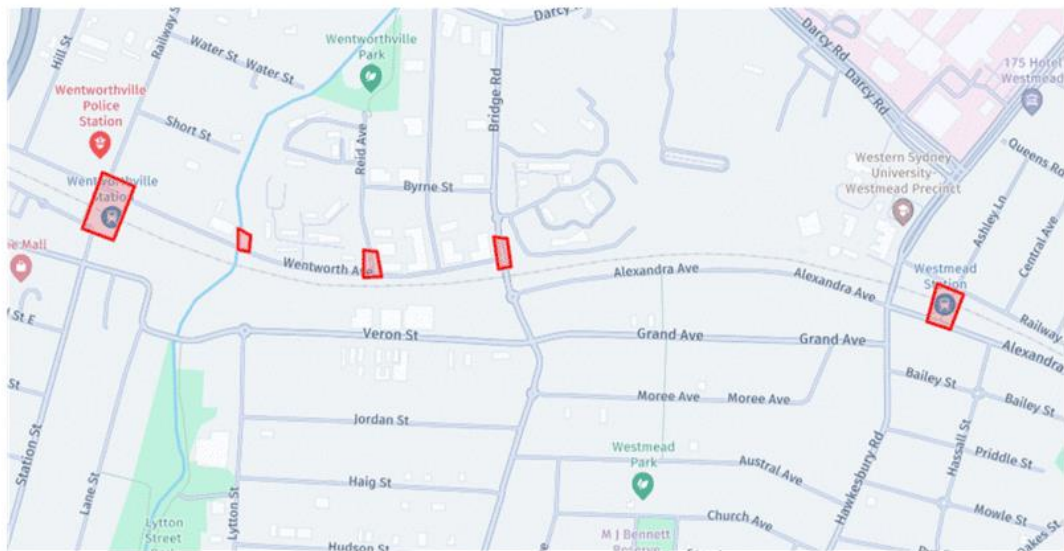 Hill St
Railway St
Water St
Water St
Wentworthville
Park
Darcy
Bridge Rd
Darcy Rd
Darcy Rd
175 Hotel
Westmead
Wentworthville
Police
Station
Short St
Reid Ave
Byrne St
Western Sydney
University-
Westmead Precinct
Queens Rd
Ashley Ln
Central Ave
Wentworthville
Station
Mall
Wentworth Ave
Alexandra Ave
Alexandra Ave
Westmead
Station
Railway
Alexandra
St E
Veron St
Grand Ave
Grand Ave
Bailey St
Bailey St
St
Moree Ave
Moree Ave
Jordan St
Station St
Lane St
Westmead
Park
Austral Ave
Hawkesbury Rd
Hassall St
Priddle St
Haig St
Lytton St
Mowle St
Church Ave
Lytton
Street
Hudson St
M J Bennett
Reserve